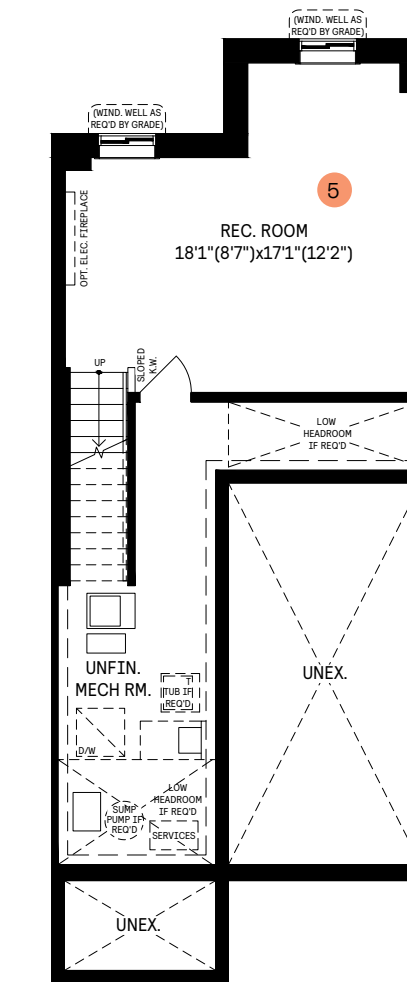 (WIND. WELL AS
REQ'D BY GRADE)
(WIND. WELL AS
REQ'D BY GRADE)
5
OPT. ELEC. FIREPLACE
REC. ROOM
18'1"(8'7")x17'1"(12'2")
UP
SLOPED
K.W.
LOW
HEADROOM
IF REQ'D
UNFIN.
MECH RM.
UNEX.
T
TUB IF
REQ'D
D/W
LOW
HEADROOM
IF REQ'D
SUMP
PUMP IF
REQ'D
SERVICES
UNEX.